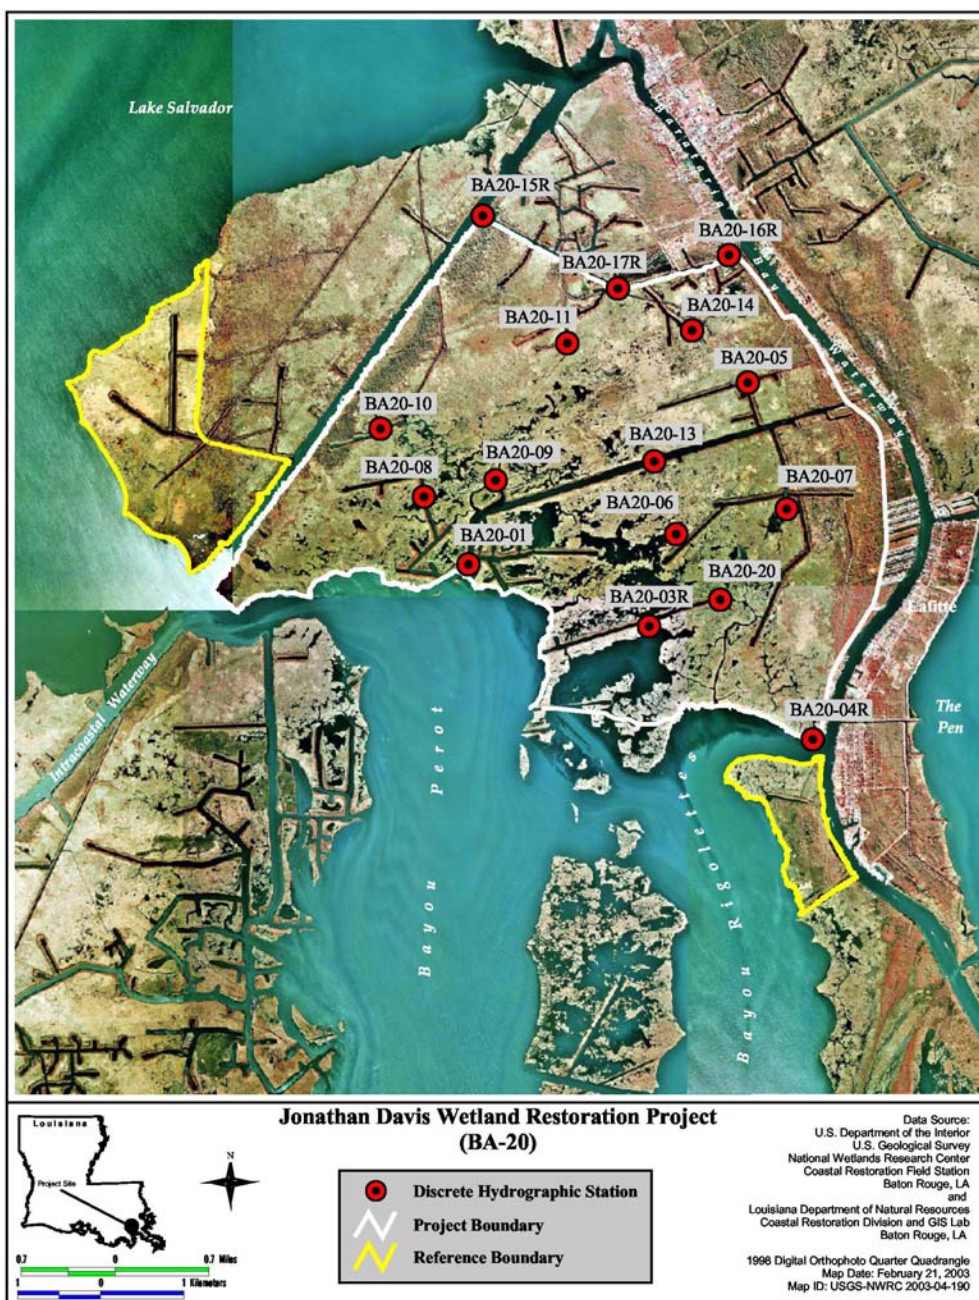 Lake Salvador
Barataria
Bay
Waterway
BA20-15R
BA20-16R
BA20-17R
BA20-14
BA20-11
BA20-05
BA20-10
BA20-13
BA20-09
BA20-08
BA20-07
BA20-06
BA20-01
BA20-20
BA20-03R
Lafitte
BA20-04R
The
Pen
Intracoastal Waterway
Bayou Perot
Bayou Rigolettes
Jonathan Davis Wetland Restoration Project
(BA-20)
Louisiana
Project Site
N
0.7 0 0.7 Miles
1 Kilometers 0 1
Discrete Hydrographic Station
Project Boundary
Reference Boundary
Data Source:
U.S. Department of the Interior
U.S. Geological Survey
National Wetlands Research Center
Coastal Restoration Field Station
Baton Rouge, LA
and
Louisiana Department of Natural Resources
Coastal Restoration Division and GIS Lab
Baton Rouge, LA
1998 Digital Orthophoto Quarter Quadrangle
Map Date: February 21, 2003
Map ID: USGS-NWRC 2003-04-190